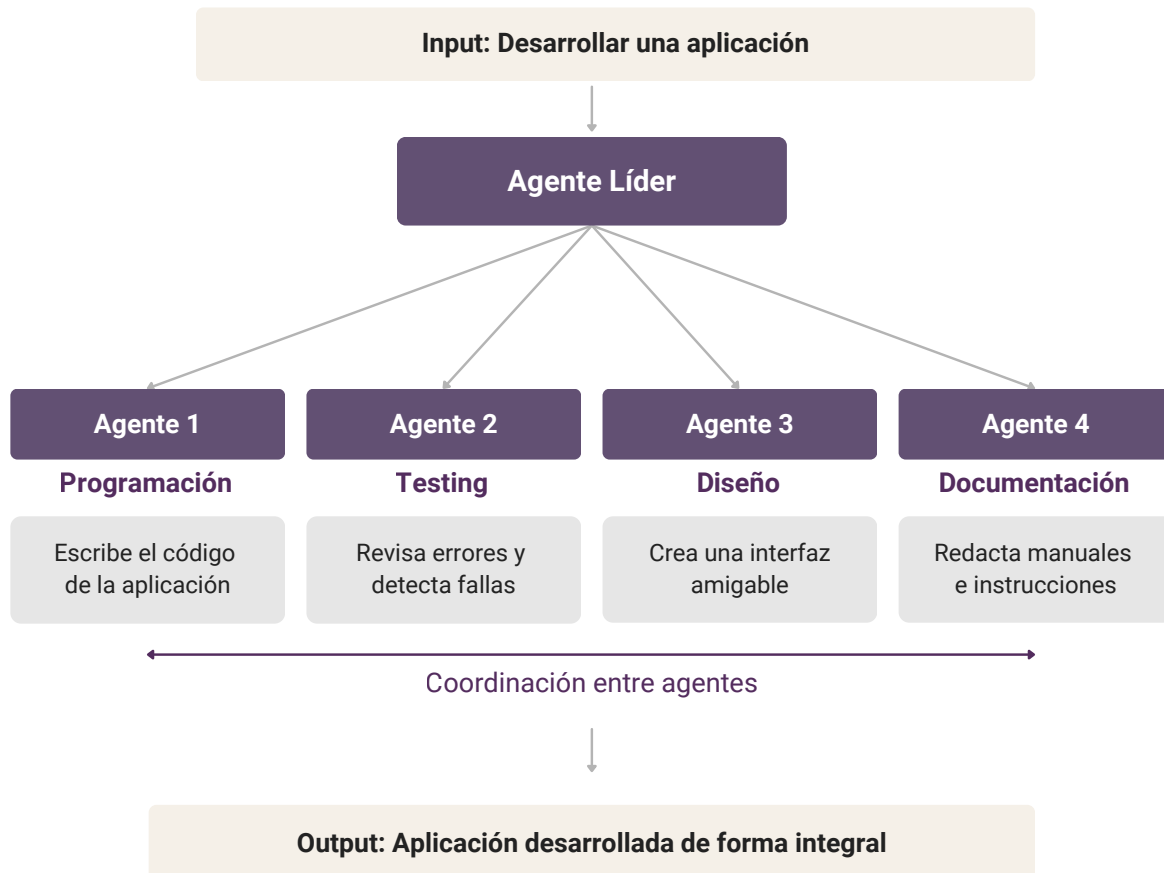 Input: Desarrollar una aplicación
Agente Líder
Agente 1
Agente 2
Agente 3
Agente 4
Programación
Testing
Diseño
Documentación
Escribe el código
de la aplicación
Revisa errores y
detecta fallas
Crea una interfaz
amigable
Redacta manuales
e instrucciones
Coordinación entre agentes
Output: Aplicación desarrollada de forma integral